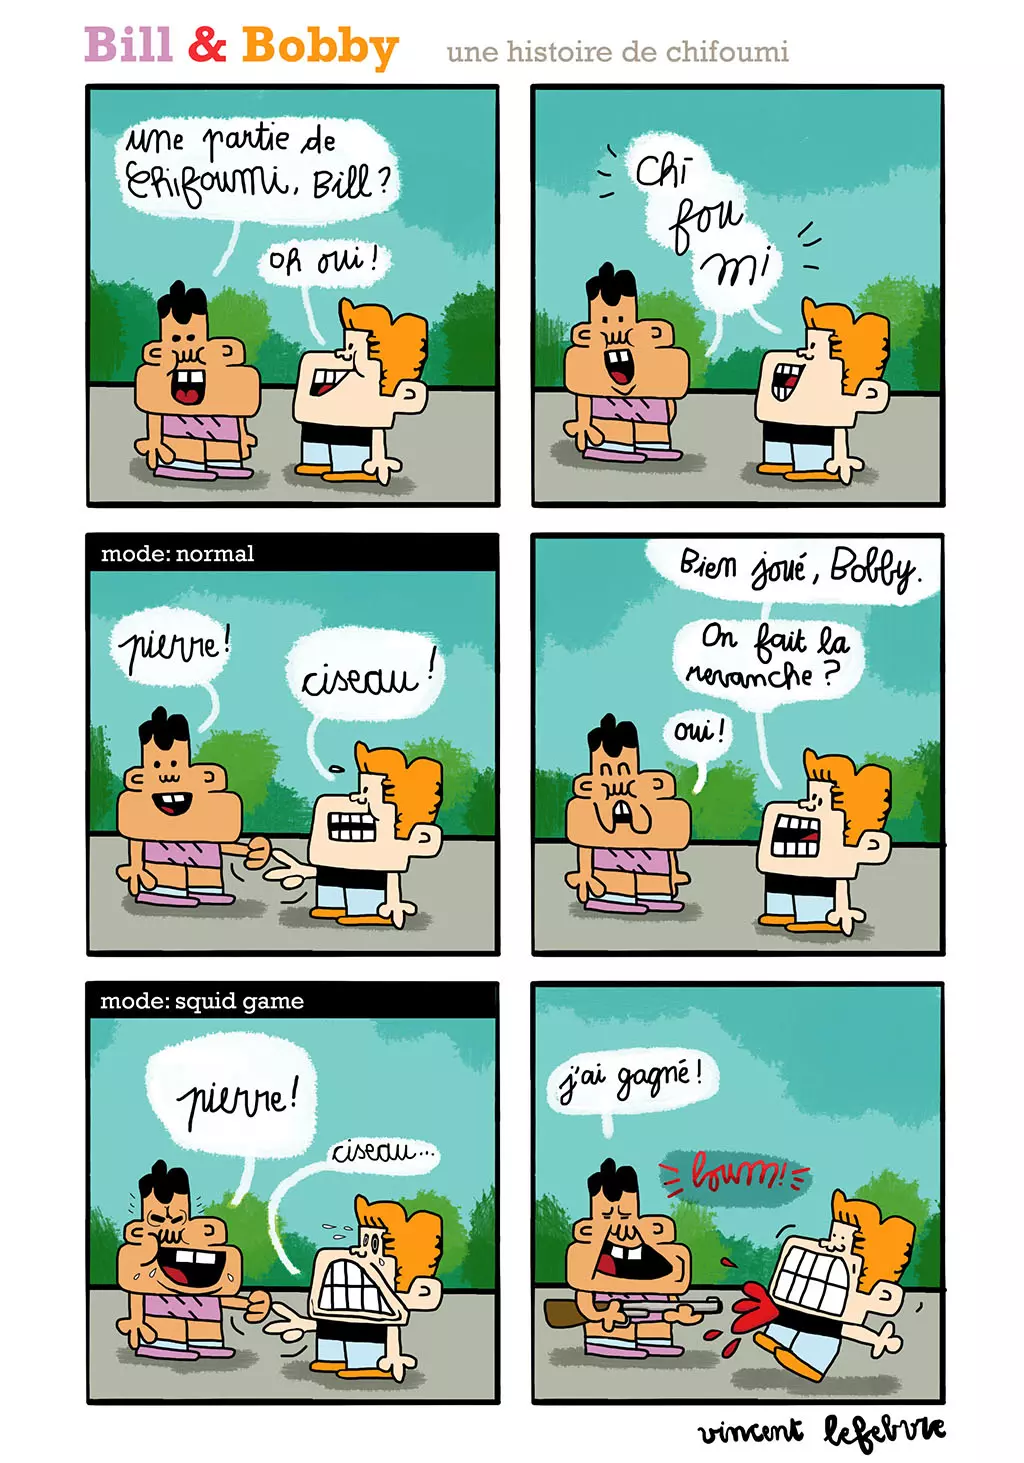 Bill & Bobby
une histoire de chifoumi
une partie de
Chifoumi, Bill?
oh oui!
Chi
fou
mi
mode: normal
pierre!
ciseau!
Bien joué, Bobby.
On fait la
revanche?
oui!
mode: squid game
pierre!
ciseau...
j'ai gagné!
boum!
vincent lefebvre